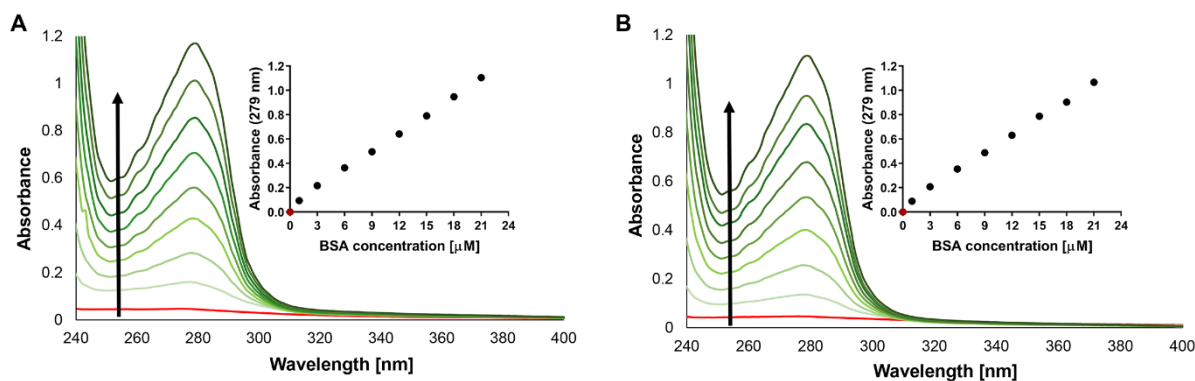 A
1.2
1
0.8
0.6
0.4
0.2
0
Absorbance
240 260 280 300 320 340 360 380 400
Wavelength [nm]
1.2
1.0
0.8
0.6
0.4
0.2
0.0
Absorbance (279 nm)
0 3 6 9 12 15 18 21 24
BSA concentration [μM]
B
1.2
1
0.8
0.6
0.4
0.2
0
Absorbance
240 260 280 300 320 340 360 380 400
Wavelength [nm]
1.2
1.0
0.8
0.6
0.4
0.2
0.0
Absorbance (279 nm)
0 3 6 9 12 15 18 21 24
BSA concentration [μM]